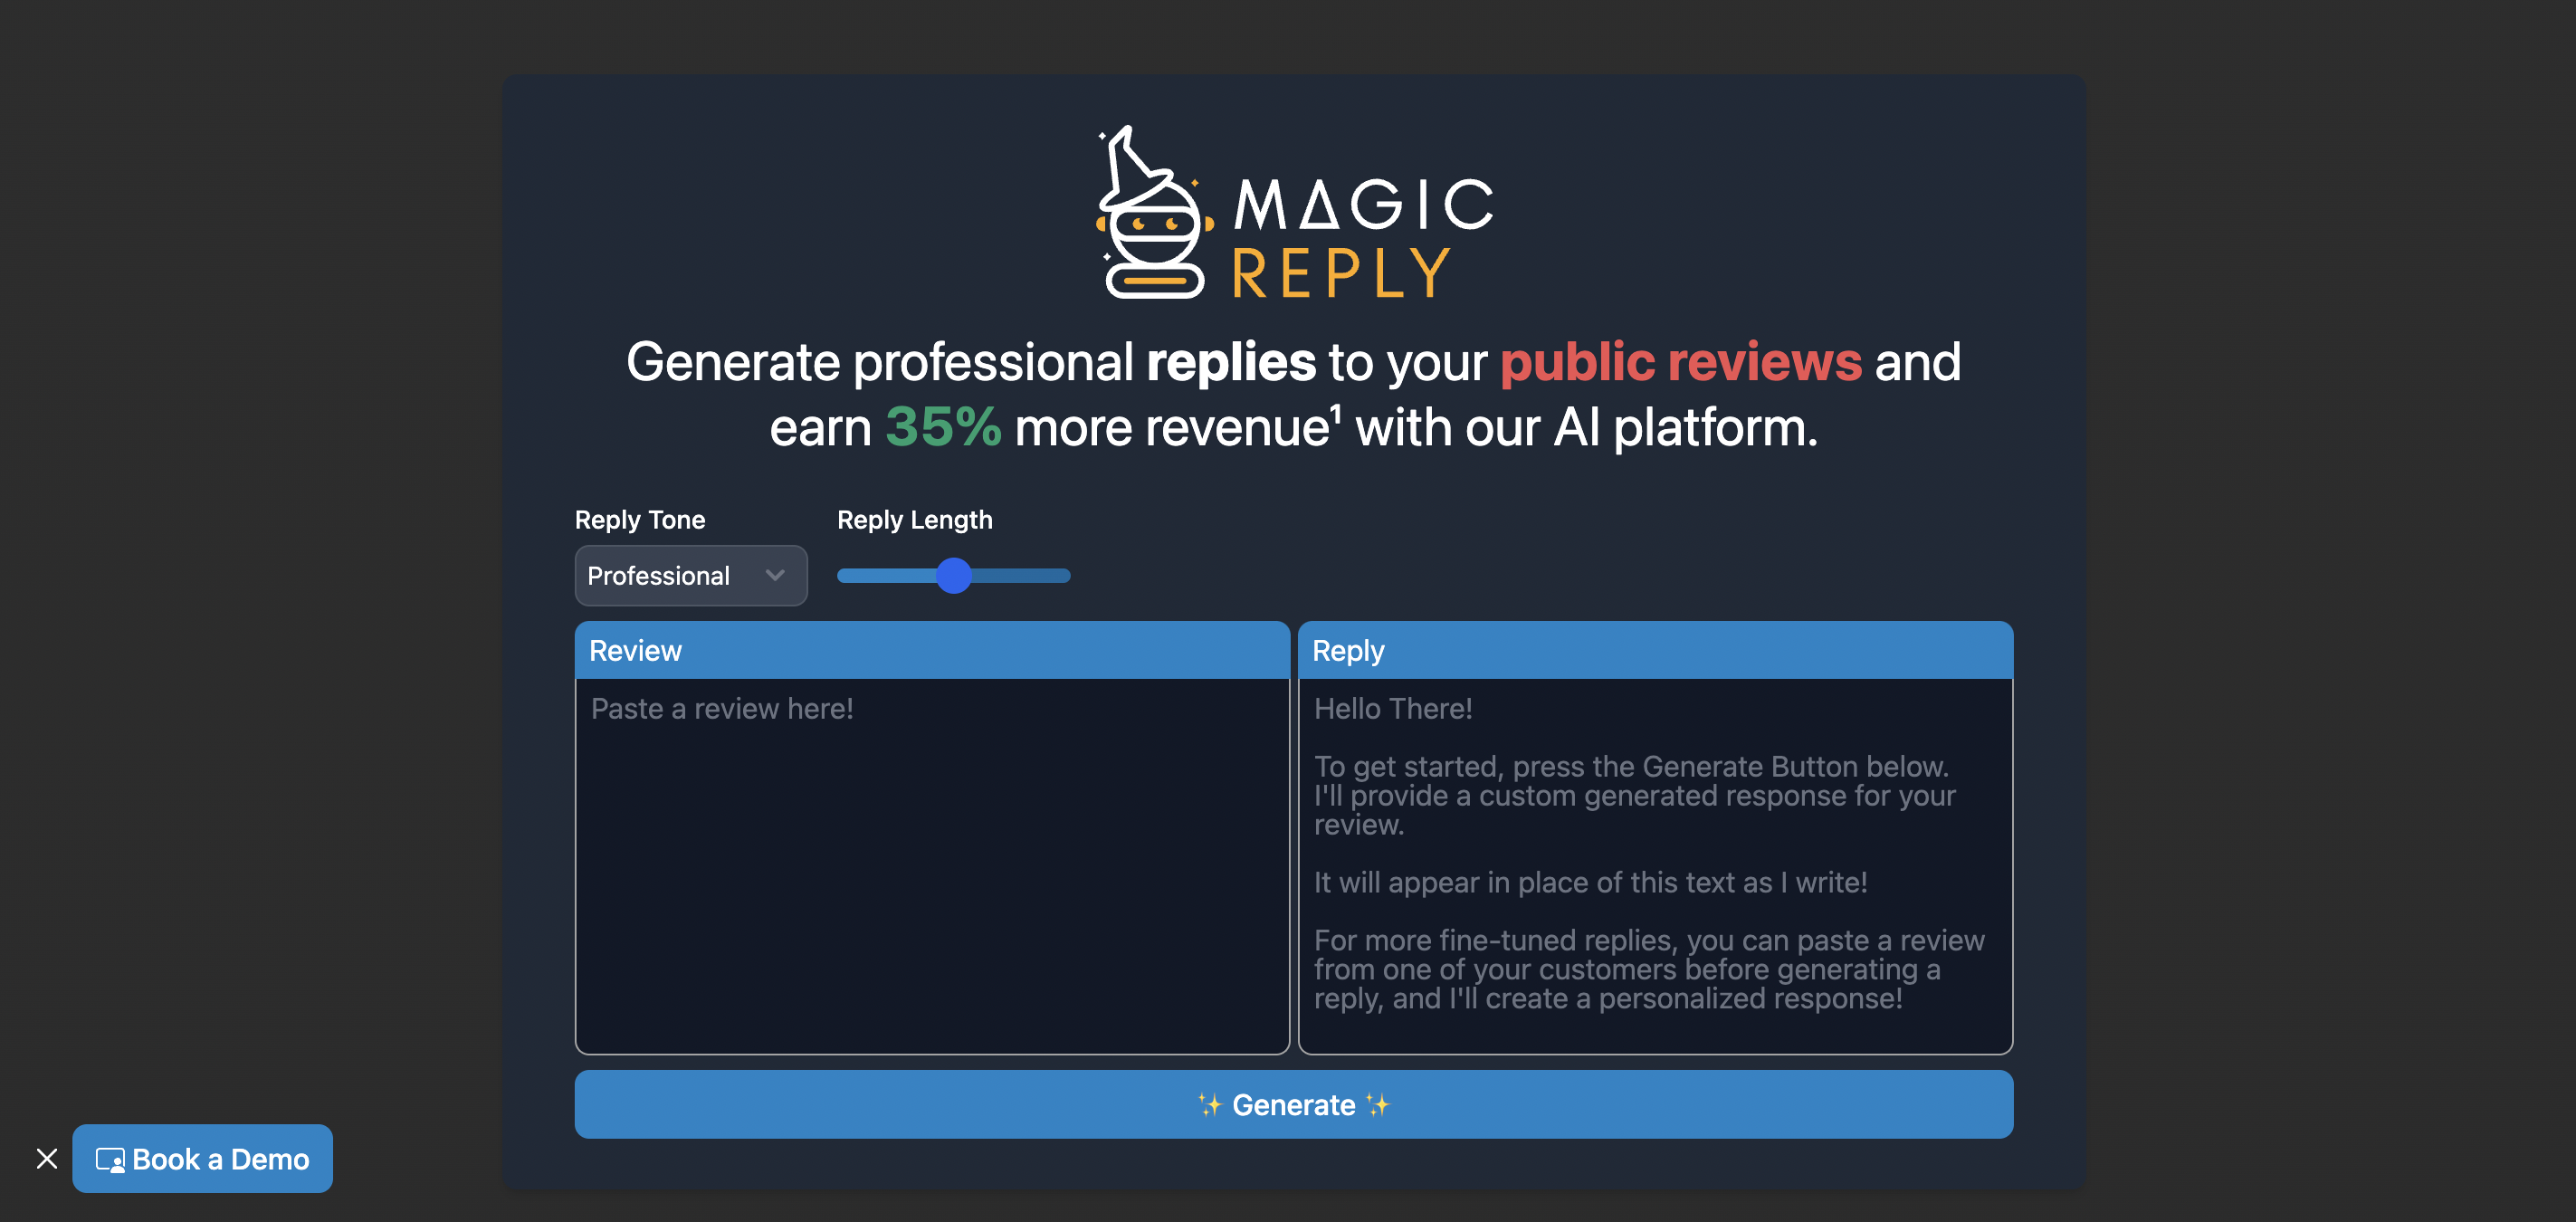 MAGIC
REPLY
Generate professional replies to your public reviews and
earn 35% more revenue¹ with our AI platform.
Reply Tone
Reply Length
Professional
Review
Reply
Paste a review here!
Hello There!
To get started, press the Generate Button below.
I'll provide a custom generated response for your
review.
It will appear in place of this text as I write!
For more fine-tuned replies, you can paste a review
from one of your customers before generating a
reply, and I'll create a personalized response!
✨ Generate ✨
Book a Demo